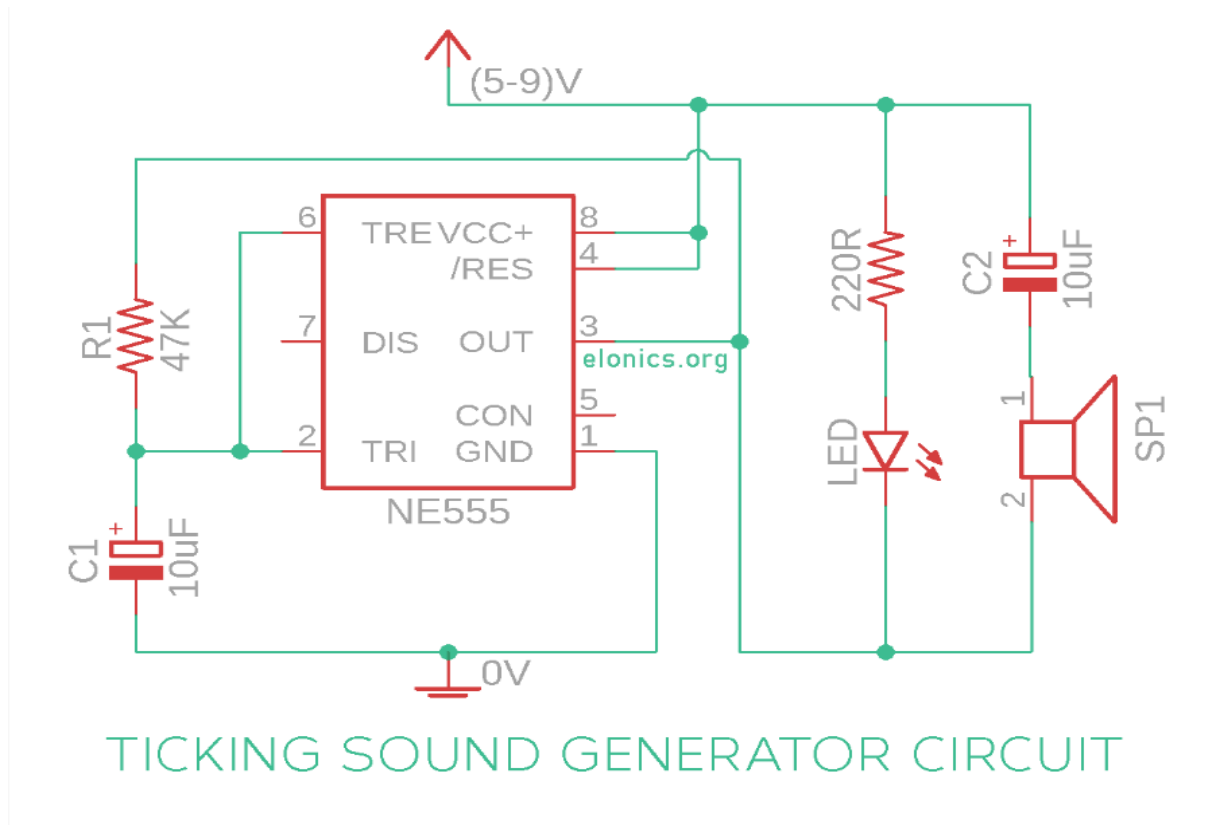 (5-9)V
6
TRE
VCC+
8
/RES
4
7
DIS
OUT
3
elonics.org
CON
5
2
TRI
GND
1
NE555
R1
47K
C1
+
10uF
0V
220R
LED
C2
+
10uF
1
2
SP1
TICKING SOUND GENERATOR CIRCUIT